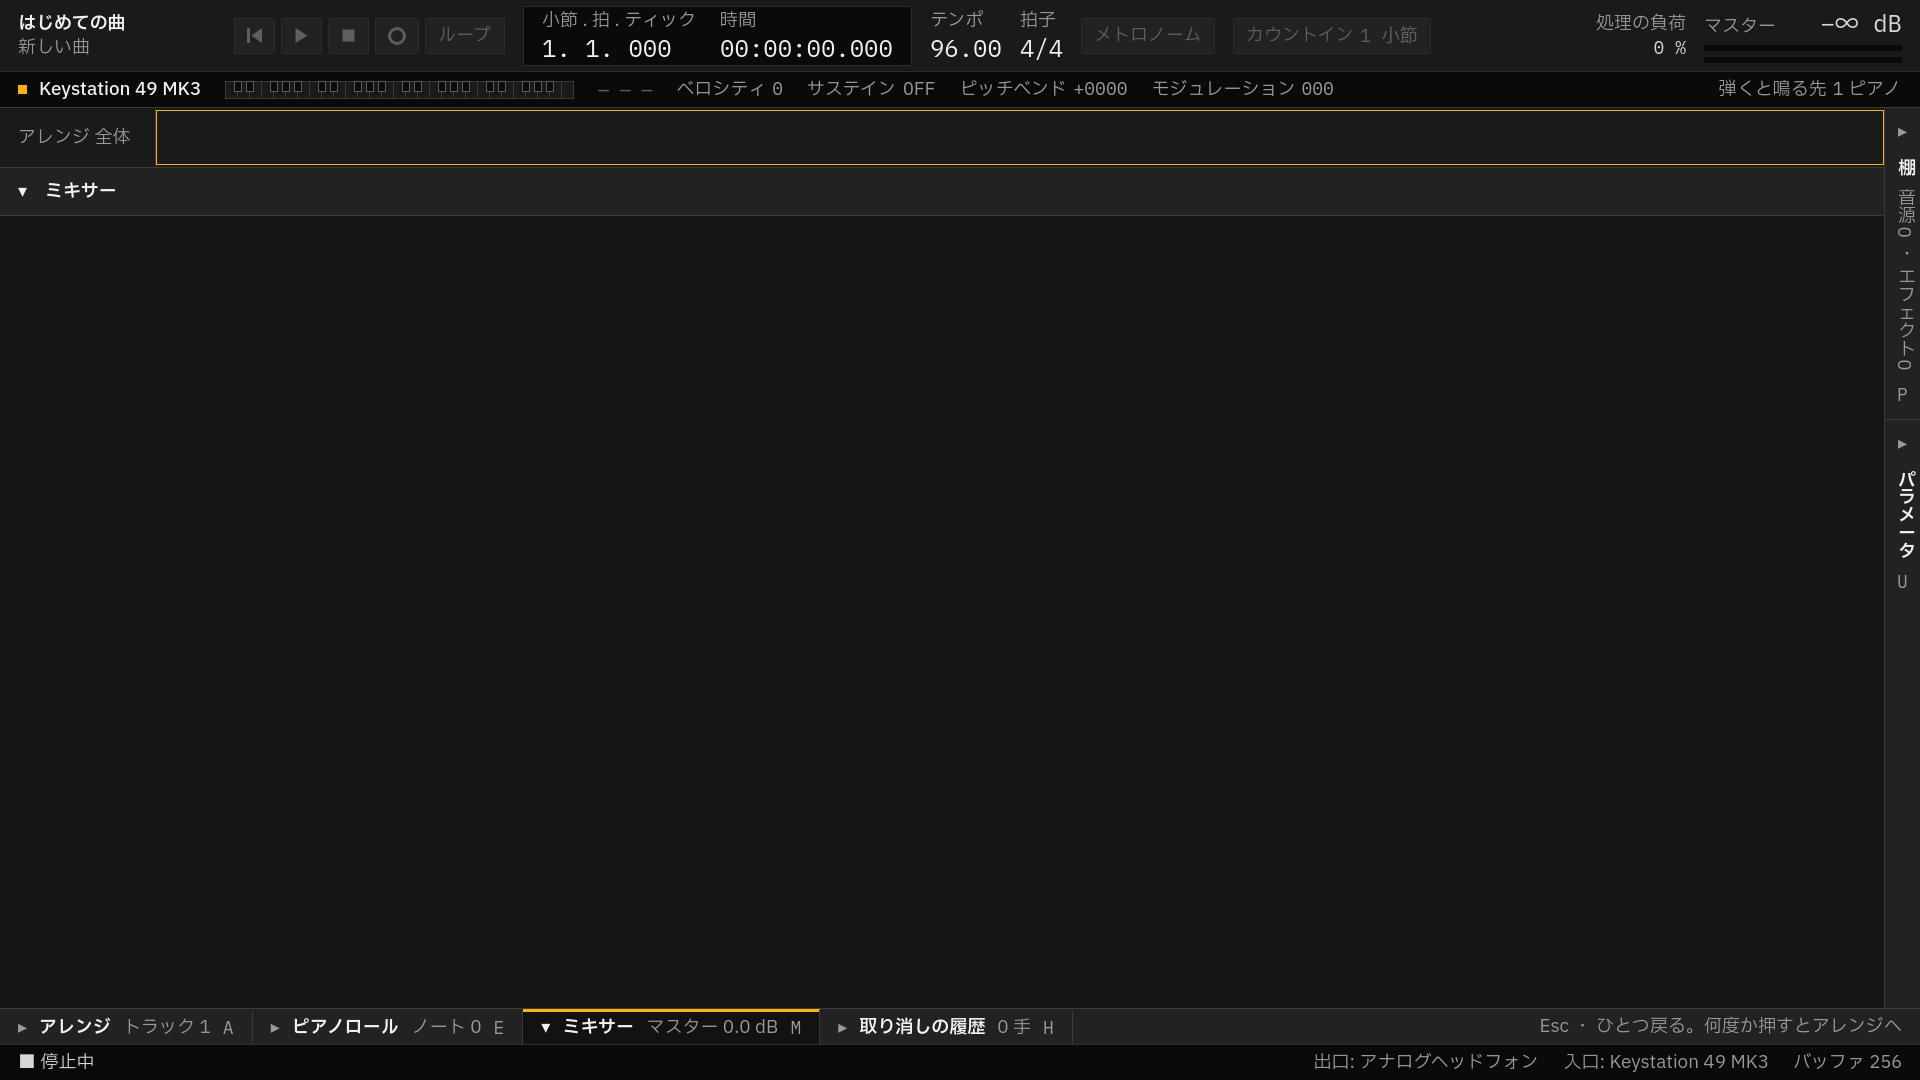 はじめての曲
新しい曲
ループ
小節 . 拍 . ティック 時間
1. 1. 000 00:00:00.000
テンポ 拍子
96.00 4/4
メトロノーム
カウントイン 1 小節
処理の負荷
0 %
マスター −∞ dB
Keystation 49 MK3
— — —
ベロシティ 0
サステイン OFF
ピッチベンド +0000
モジュレーション 000
弾くと鳴る先 1 ピアノ
アレンジ 全体
▼ ミキサー
▶ 棚 音源0 · エフェクト0 P
▶ パラメータ U
▶ アレンジ トラック 1 A
▶ ピアノロール ノート 0 E
▼ ミキサー マスター 0.0 dB M
▶ 取り消しの履歴 0 手 H
Esc · ひとつ戻る。何度か押すとアレンジへ
■ 停止中
出口: アナログヘッドフォン
入口: Keystation 49 MK3
バッファ 256